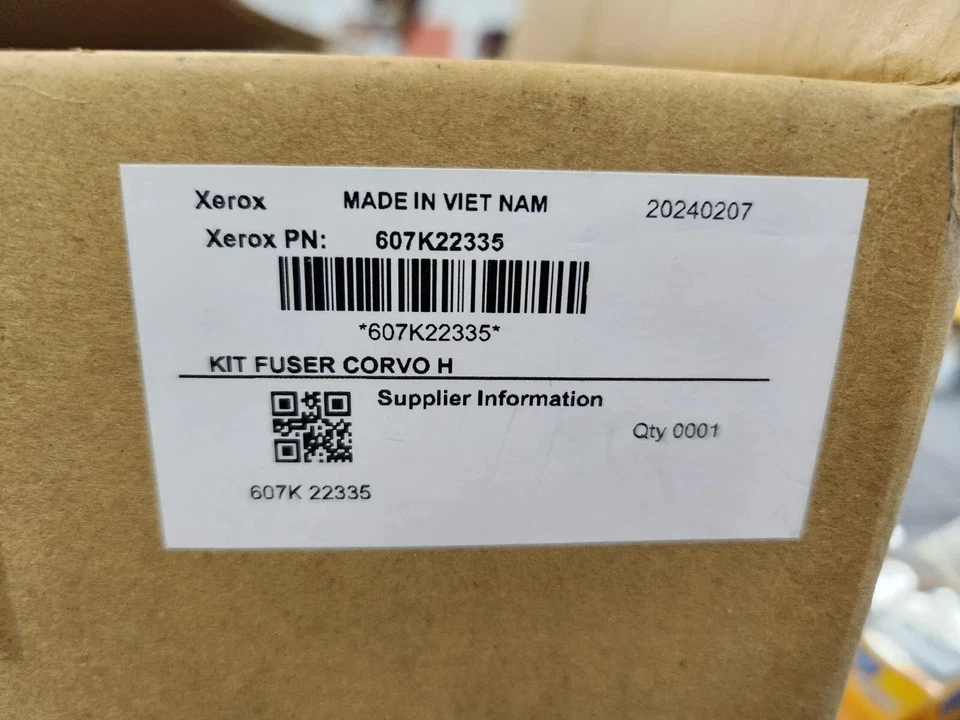 Xerox MADE IN VIET NAM 20240207
Xerox PN: 607K22335
*607K22335*
KIT FUSER CORVO H
Supplier Information
Qty 0001
607K 22335